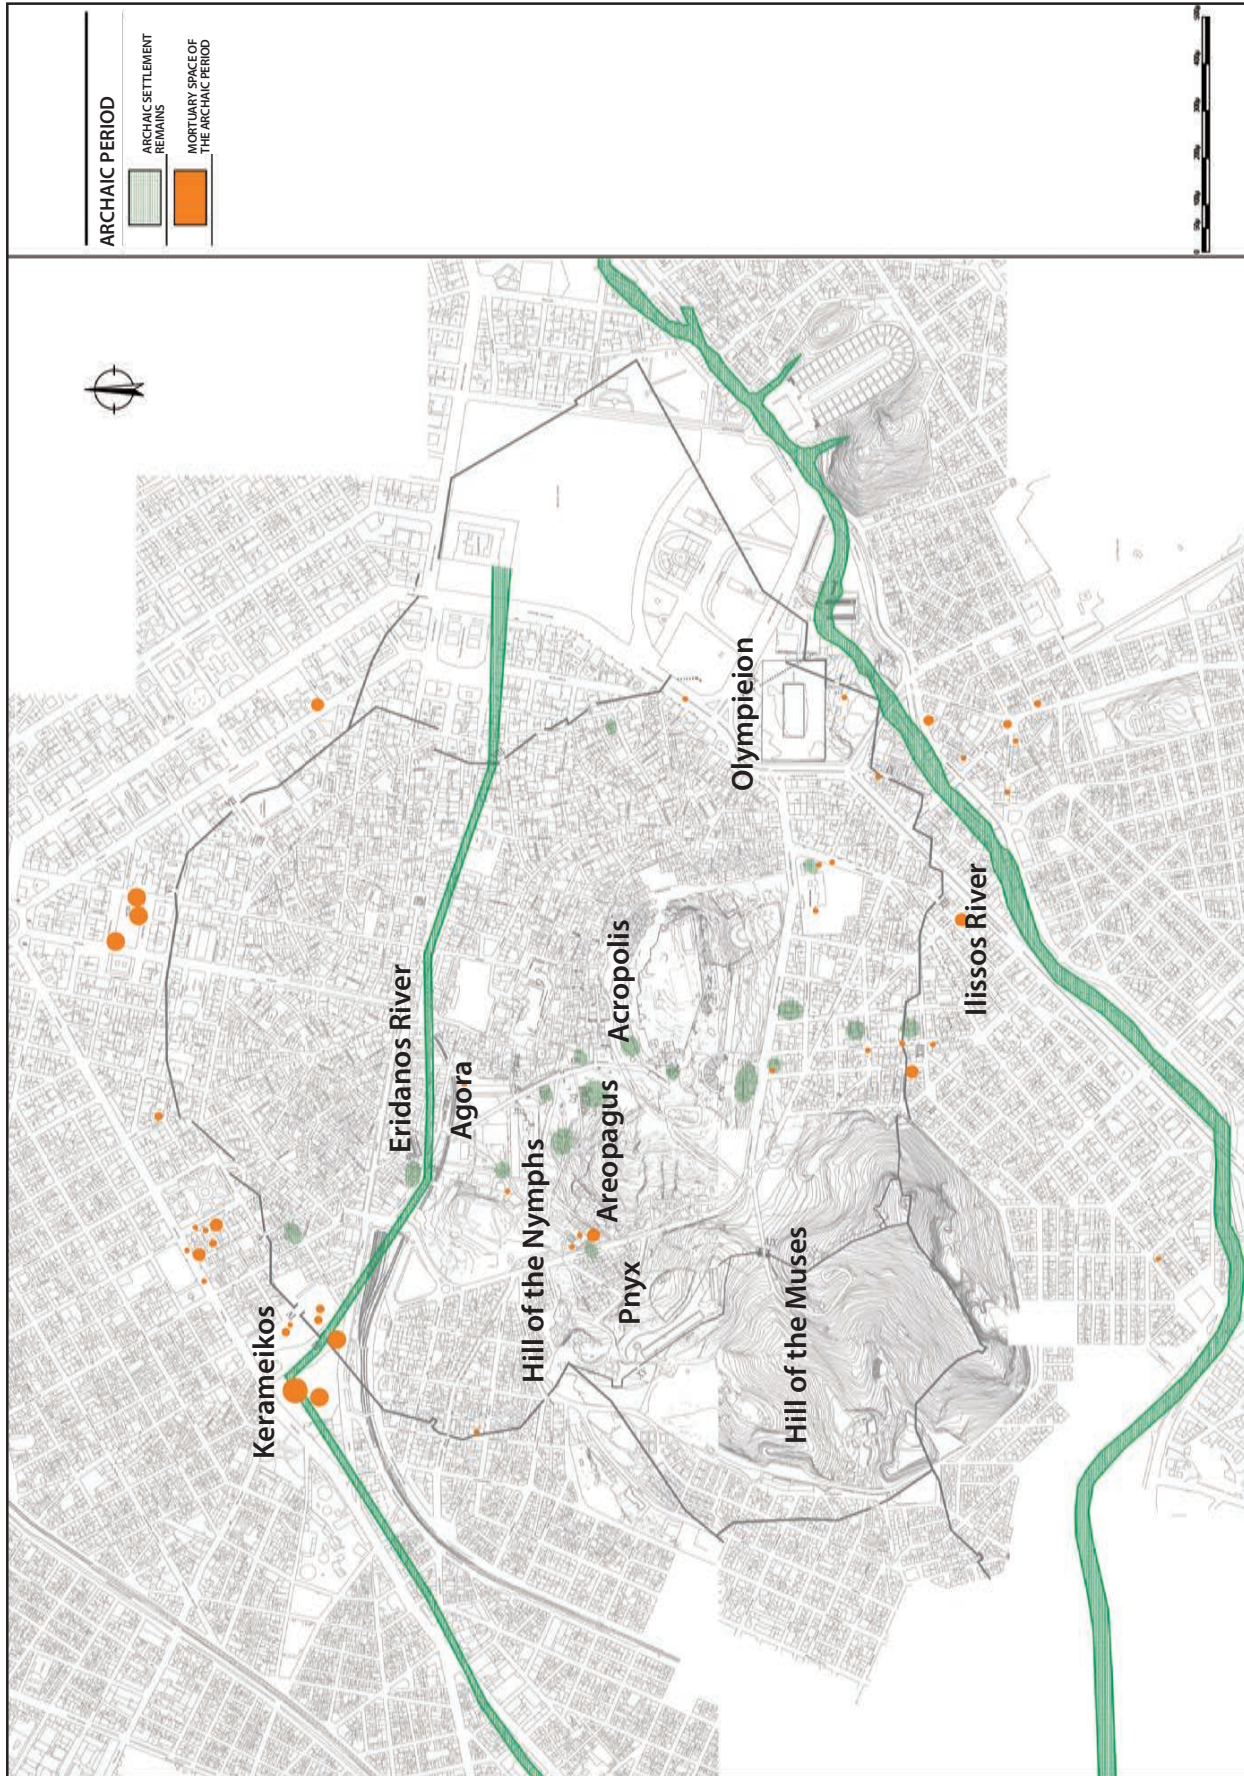 ARCHAIC PERIOD
ARCHAIC SETTLEMENT
REMAINS
MORTUARY SPACE OF
THE ARCHAIC PERIOD
Kerameikos
Eridanos River
Agora
Hill of the Nymphs
Areopagus
Acropolis
Pnyx
Olympieion
Hill of the Muses
Ilissos River